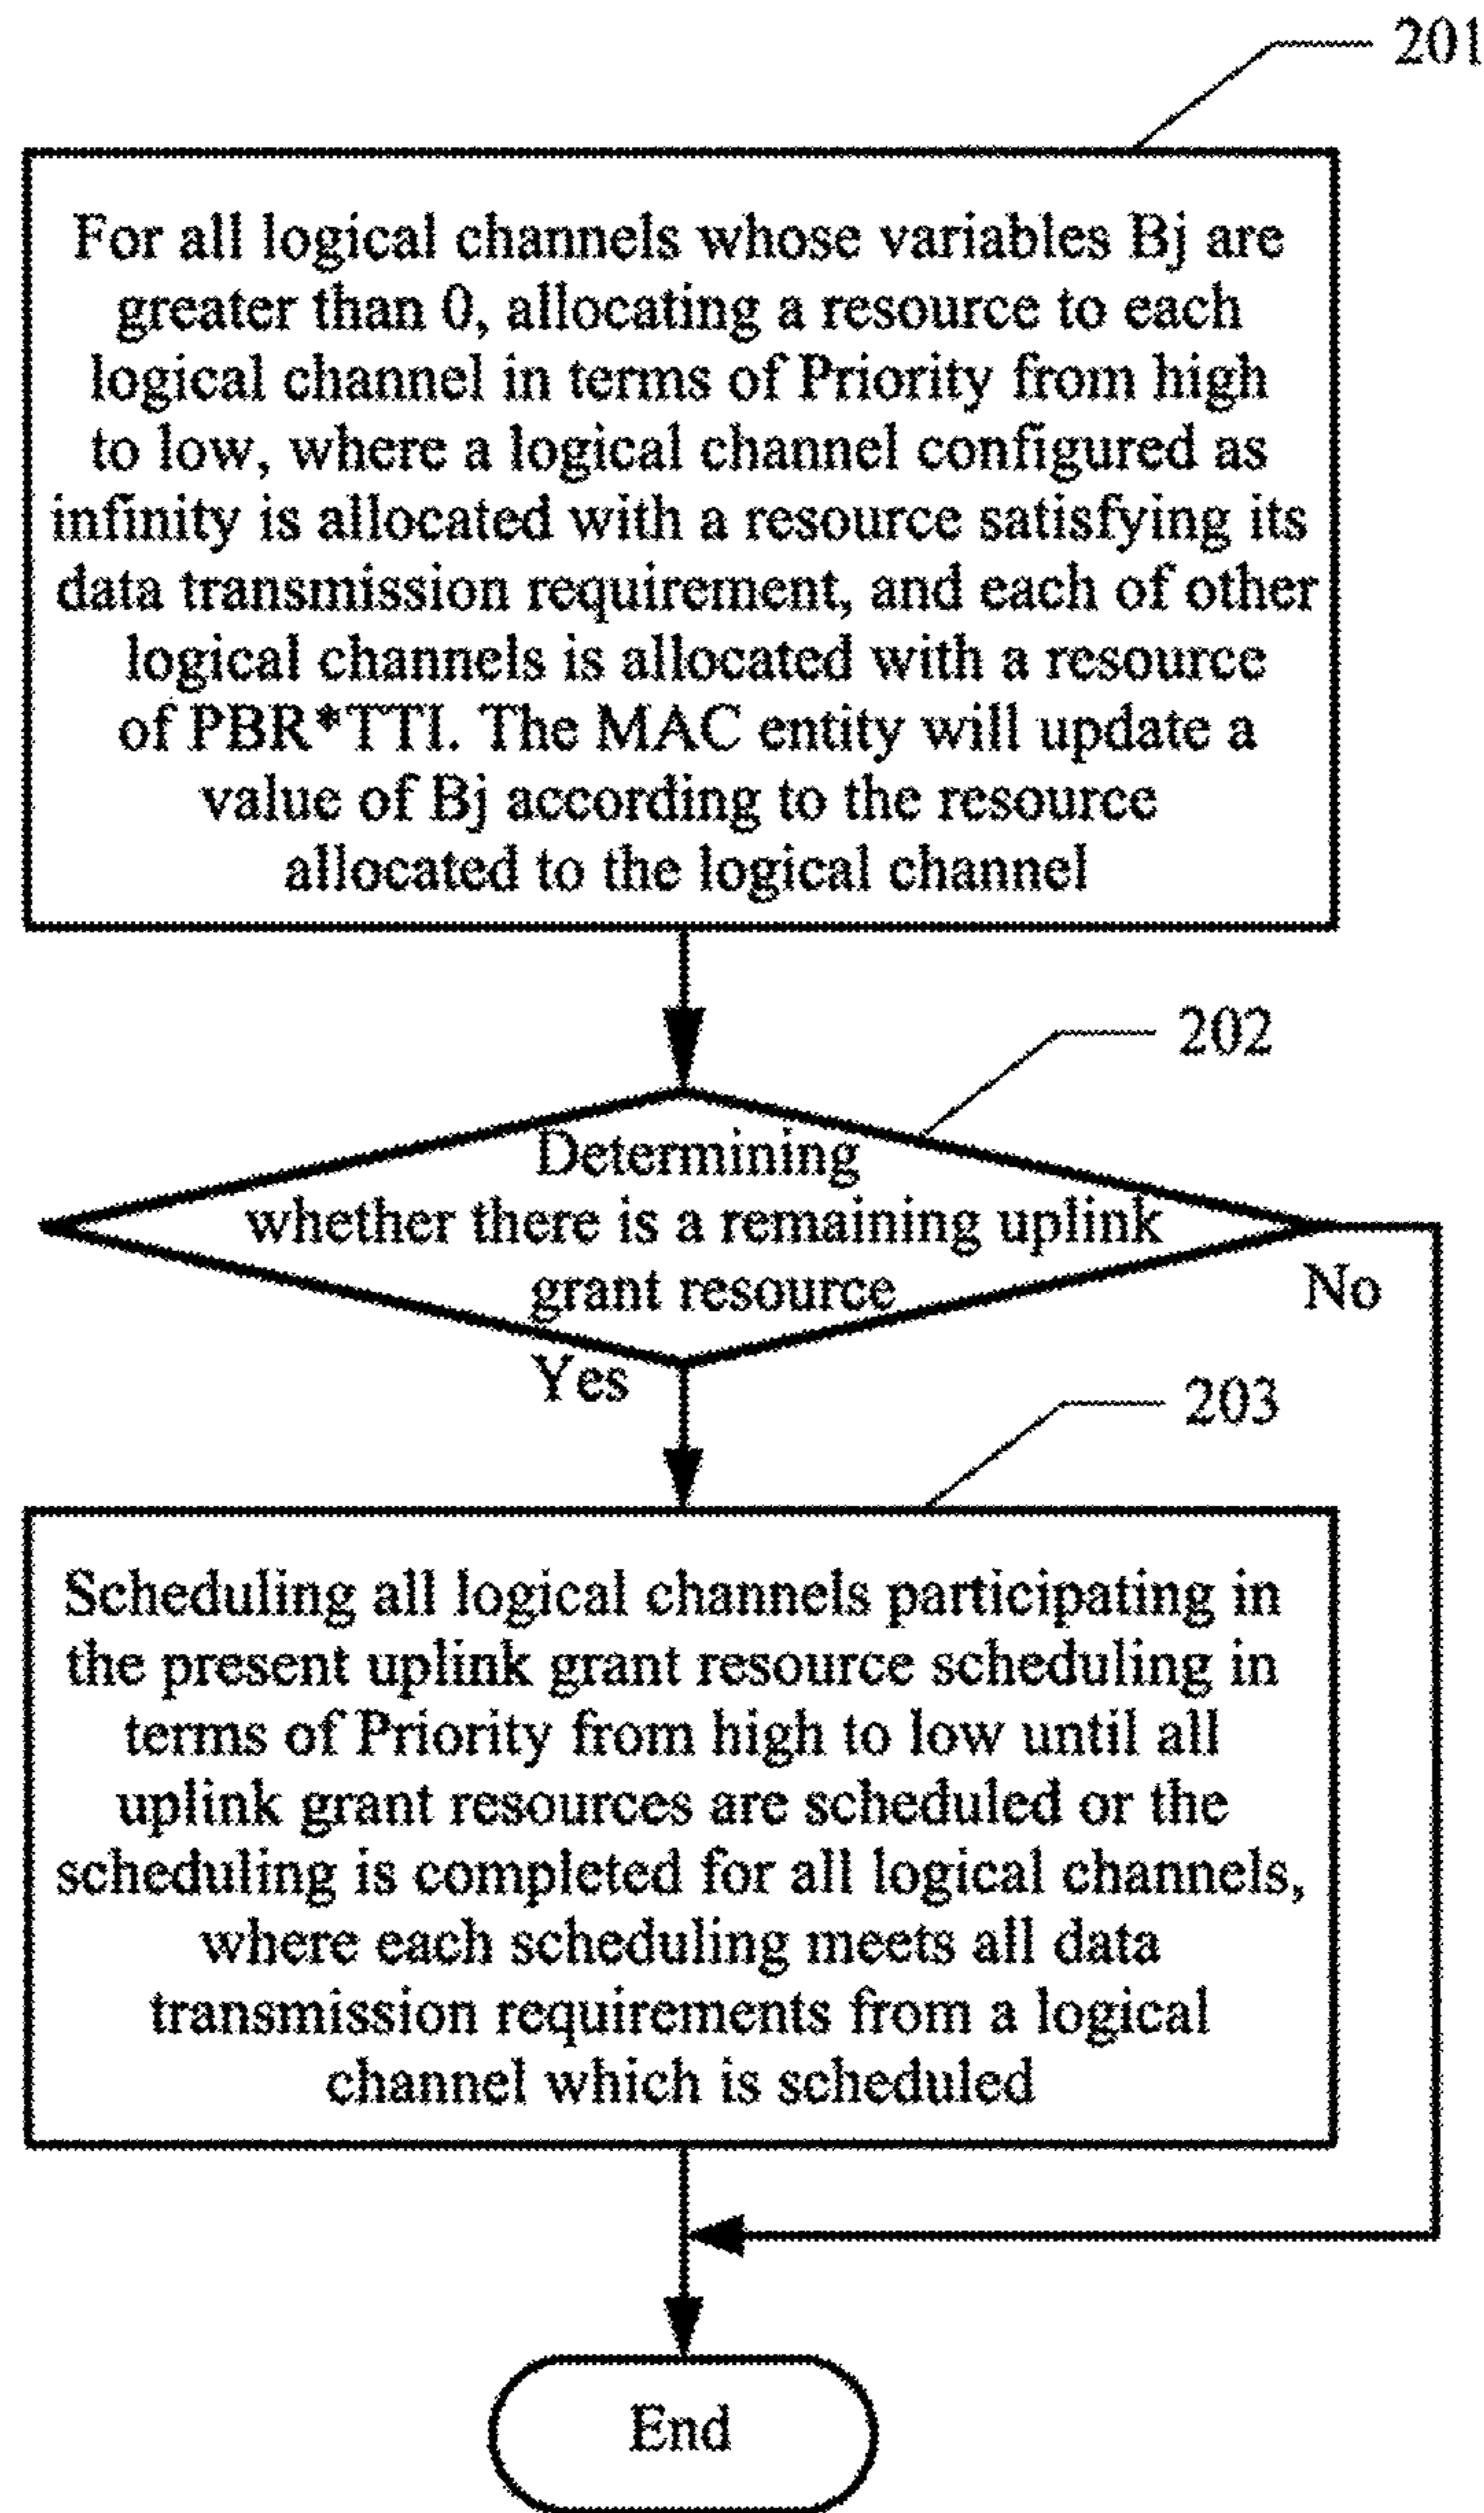 201
For all logical channels whose variables Bj are
greater than 0, allocating a resource to each
logical channel in terms of Priority from high
to low, where a logical channel configured as
infinity is allocated with a resource satisfying its
data transmission requirement, and each of other
logical channels is allocated with a resource
of PBR*TTI. The MAC entity will update a
value of Bj according to the resource
allocated to the logical channel
202
Determining
whether there is a remaining uplink
grant resource
No
Yes
203
Scheduling all logical channels participating in
the present uplink grant resource scheduling in
terms of Priority from high to low until all
uplink grant resources are scheduled or the
scheduling is completed for all logical channels,
where each scheduling meets all data
transmission requirements from a logical
channel which is scheduled
End